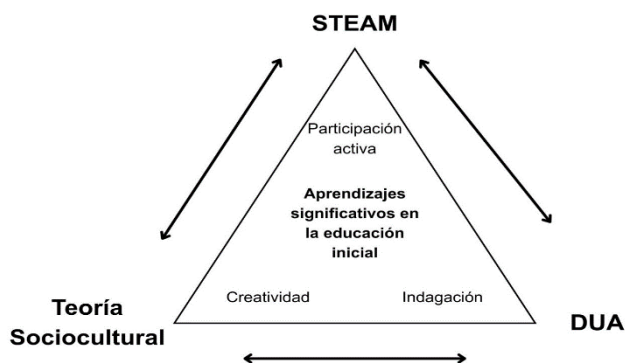 STEAM
Participación
activa
Aprendizajes
significativos en
la educación
inicial
Creatividad
Indagación
Teoría
Sociocultural
DUA